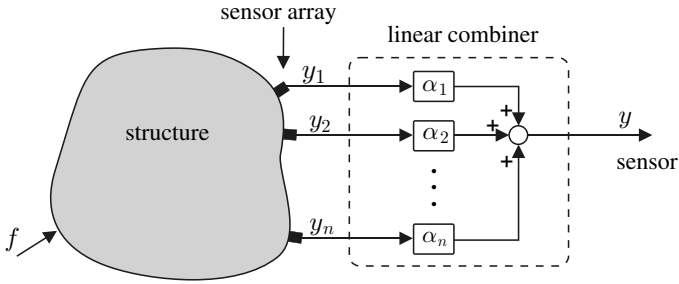 sensor array
linear combiner
y₁
α₁
+
structure
y₂
α₂
+
y
+
sensor
f
yₙ
αₙ